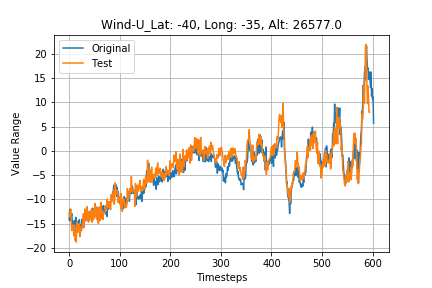 Wind-U_Lat: -40, Long: -35, Alt: 26577.0
Original
Test
Value Range
20
15
10
5
0
−5
−10
−15
−20
0 100 200 300 400 500 600
Timesteps